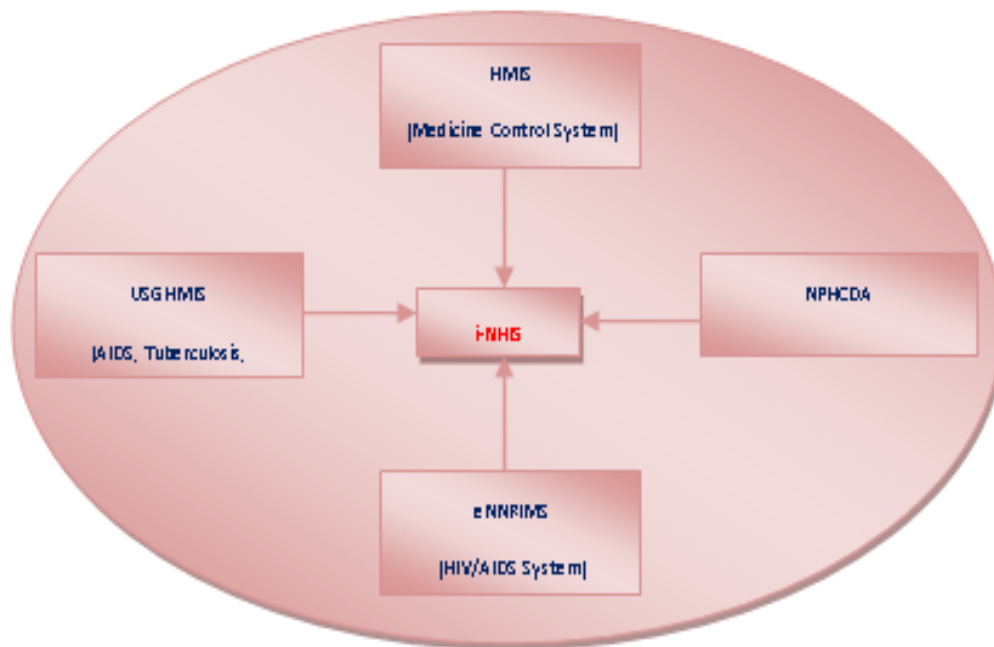 HMIS
(Medicine Control System)
USG HMIS
(AIDS, Tuberculosis,
i-NHIS
NPHCDA
eNNRIMS
(HIV/AIDS System)